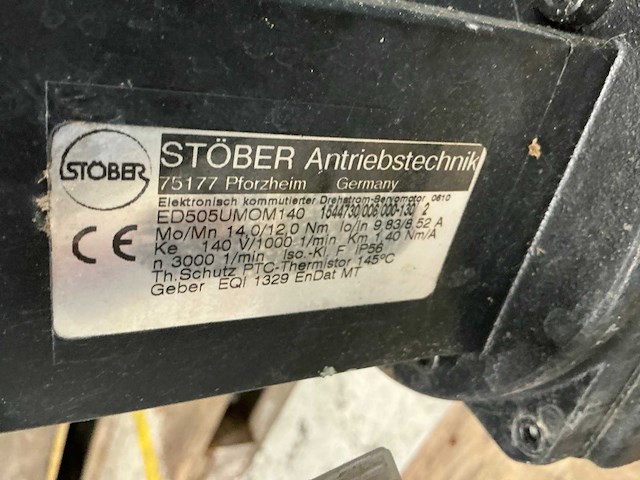 STÖBER
STÖBER Antriebstechnik
75177 Pforzheim Germany
Elektronisch kommutierter Drehstrom-Servomotor 0610
ED505UMOM140 1644730/006/000-130 2
Mo/Mn 14.0/12.0 Nm Io/In 9.83/8.52 A
Ke 140 V/1000 1/min Km 1.40 Nm/A
n 3000 1/min Iso.-Kl F IP56
Th.Schutz PTC-Thermistor 145°C
Geber EQI 1329 EnDat MT
CE